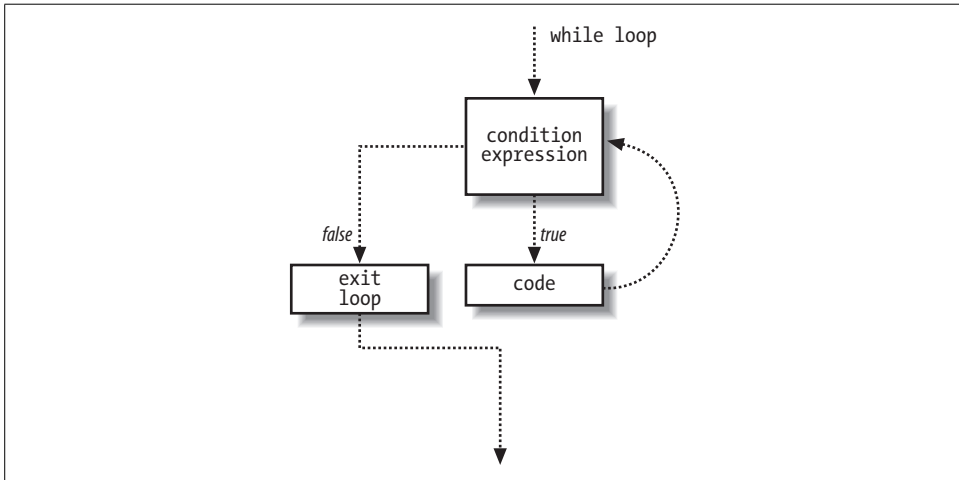 while loop
condition
expression
false
true
exit
loop
code